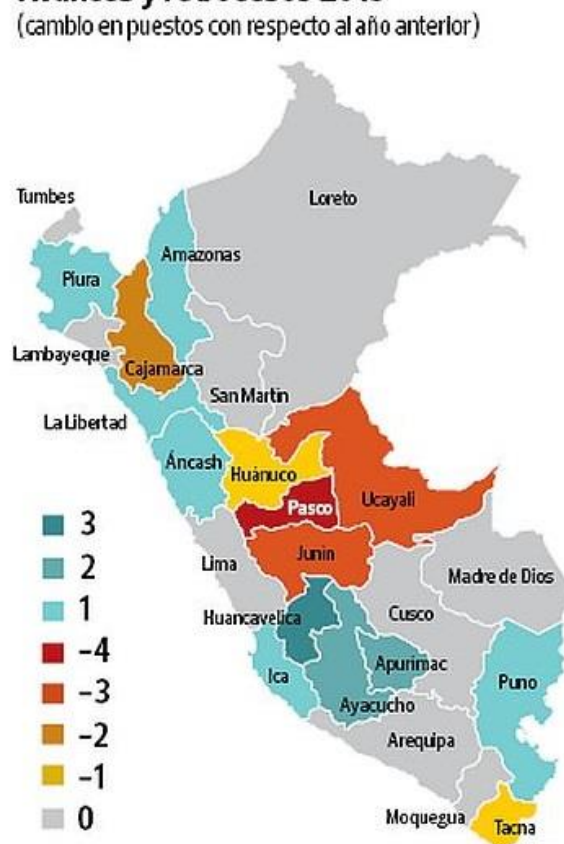 (cambio en puestos con respecto al año anterior)
Tumbes
Loreto
Amazonas
Piura
Lambayeque
Cajamarca
San Martin
La Libertad
Áncash
Huánuco
Pasco
Ucayali
3
2
1
-4
-3
-2
-1
0
Lima
Junín
Madre de Dios
Huancavelica
Cusco
Ica
Apurimac
Puno
Ayacucho
Arequipa
Moquegua
Tacna